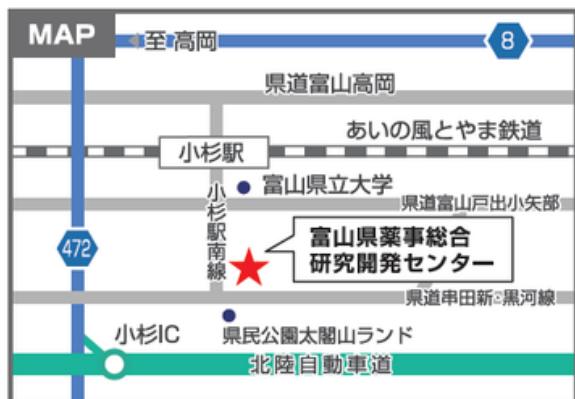 MAP
至 高岡
8
県道富山高岡
あいの風とやま鉄道
小杉駅
富山県立大学
県道富山戸出小矢部
小杉駅南線
472
富山県薬事総合
研究開発センター
県道串田新・黒河線
小杉IC
県民公園太閤山ランド
北陸自動車道